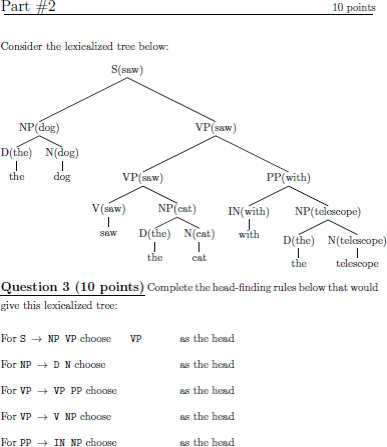 Part #2 10 points
Consider the lexicalized tree below:
S(saw)
NP(dog) VP(saw)
D(the) N(dog) VP(saw) PP(with)
the dog
V(saw) NP(cat) IN(with) NP(telescope)
saw D(the) N(cat) with D(the) N(telescope)
the cat the telescope
Question 3 (10 points) Complete the head-finding rules below that would
give this lexicalized tree:
For S → NP VP choose VP as the head
For NP → D N choose as the head
For VP → VP PP choose as the head
For VP → V NP choose as the head
For PP → IN NP choose as the head